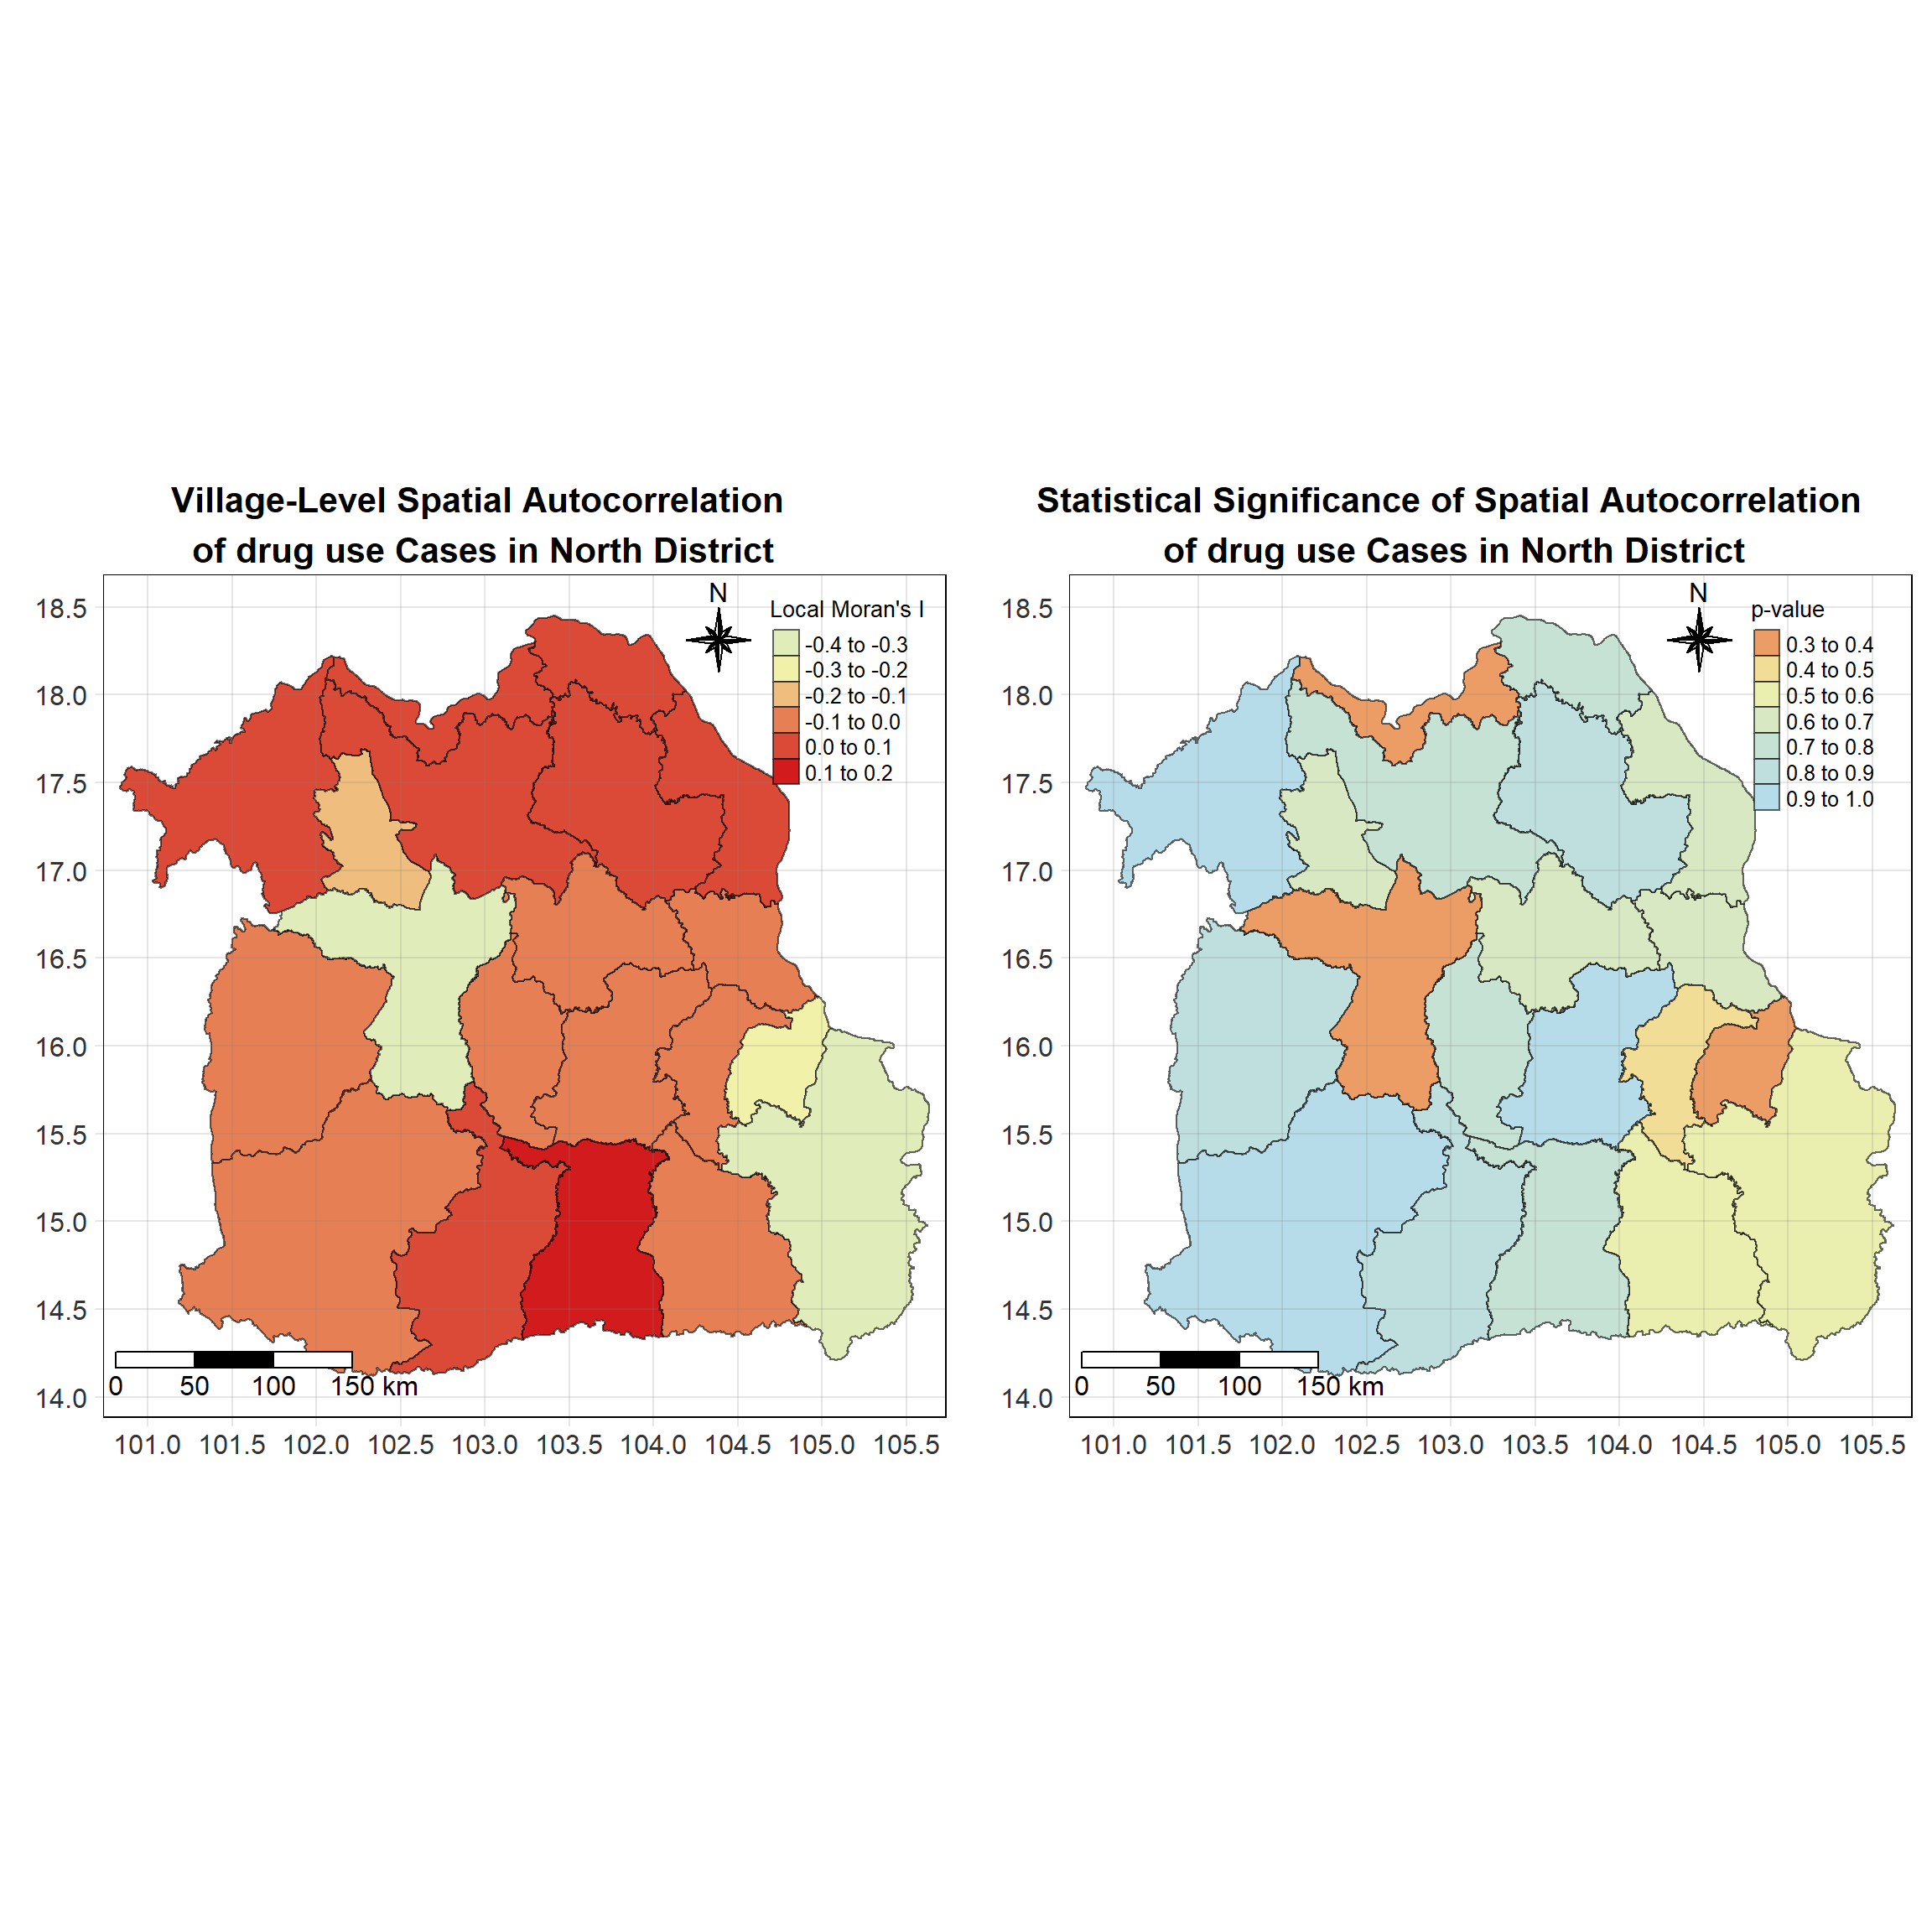 Village-Level Spatial Autocorrelation
of drug use Cases in North District
N
Local Moran's I
-0.4 to -0.3
-0.3 to -0.2
-0.2 to -0.1
-0.1 to 0.0
0.0 to 0.1
0.1 to 0.2
18.5
18.0
17.5
17.0
16.5
16.0
15.5
15.0
14.5
14.0
0 50 100 150 km
101.0 101.5 102.0 102.5 103.0 103.5 104.0 104.5 105.0 105.5
Statistical Significance of Spatial Autocorrelation
of drug use Cases in North District
N
p-value
0.3 to 0.4
0.4 to 0.5
0.5 to 0.6
0.6 to 0.7
0.7 to 0.8
0.8 to 0.9
0.9 to 1.0
18.5
18.0
17.5
17.0
16.5
16.0
15.5
15.0
14.5
14.0
0 50 100 150 km
101.0 101.5 102.0 102.5 103.0 103.5 104.0 104.5 105.0 105.5